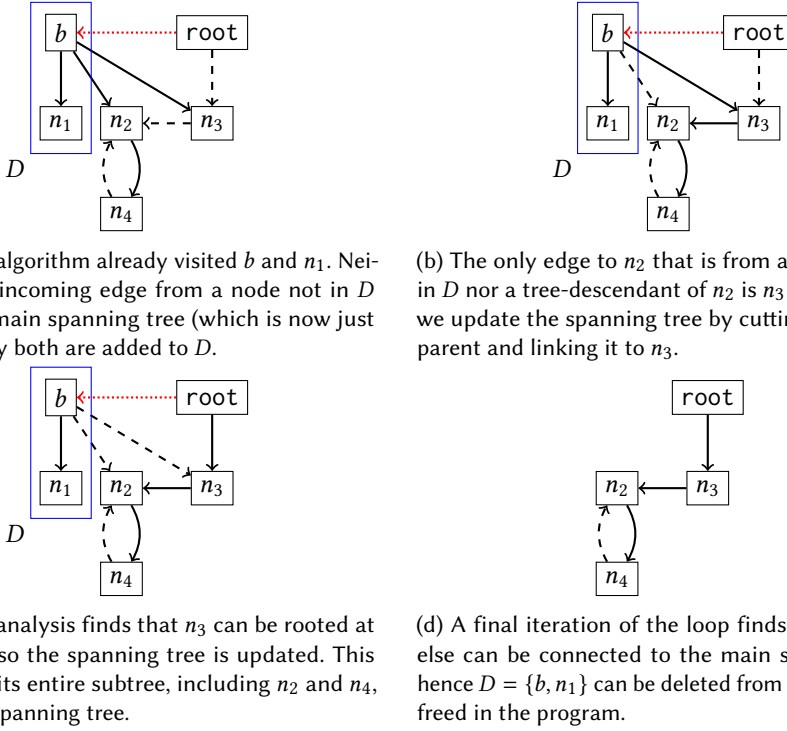 b root
n1 n2 n3
D
n4
b root
n1 n2 n3
D
n4
algorithm already visited b and n1. Nei-
incoming edge from a node not in D
main spanning tree (which is now just
both are added to D.
(b) The only edge to n2 that is from a
in D nor a tree-descendant of n2 is n3
we update the spanning tree by
parent and linking it to n3.
b root
n1 n2 n3
D
n4
root
n2 n3
n4
analysis finds that n3 can be rooted at
so the spanning tree is updated. This
its entire subtree, including n2 and n4,
panning tree.
(d) A final iteration of the loop finds
else can be connected to the main s
hence D = {b, n1} can be deleted from
freed in the program.